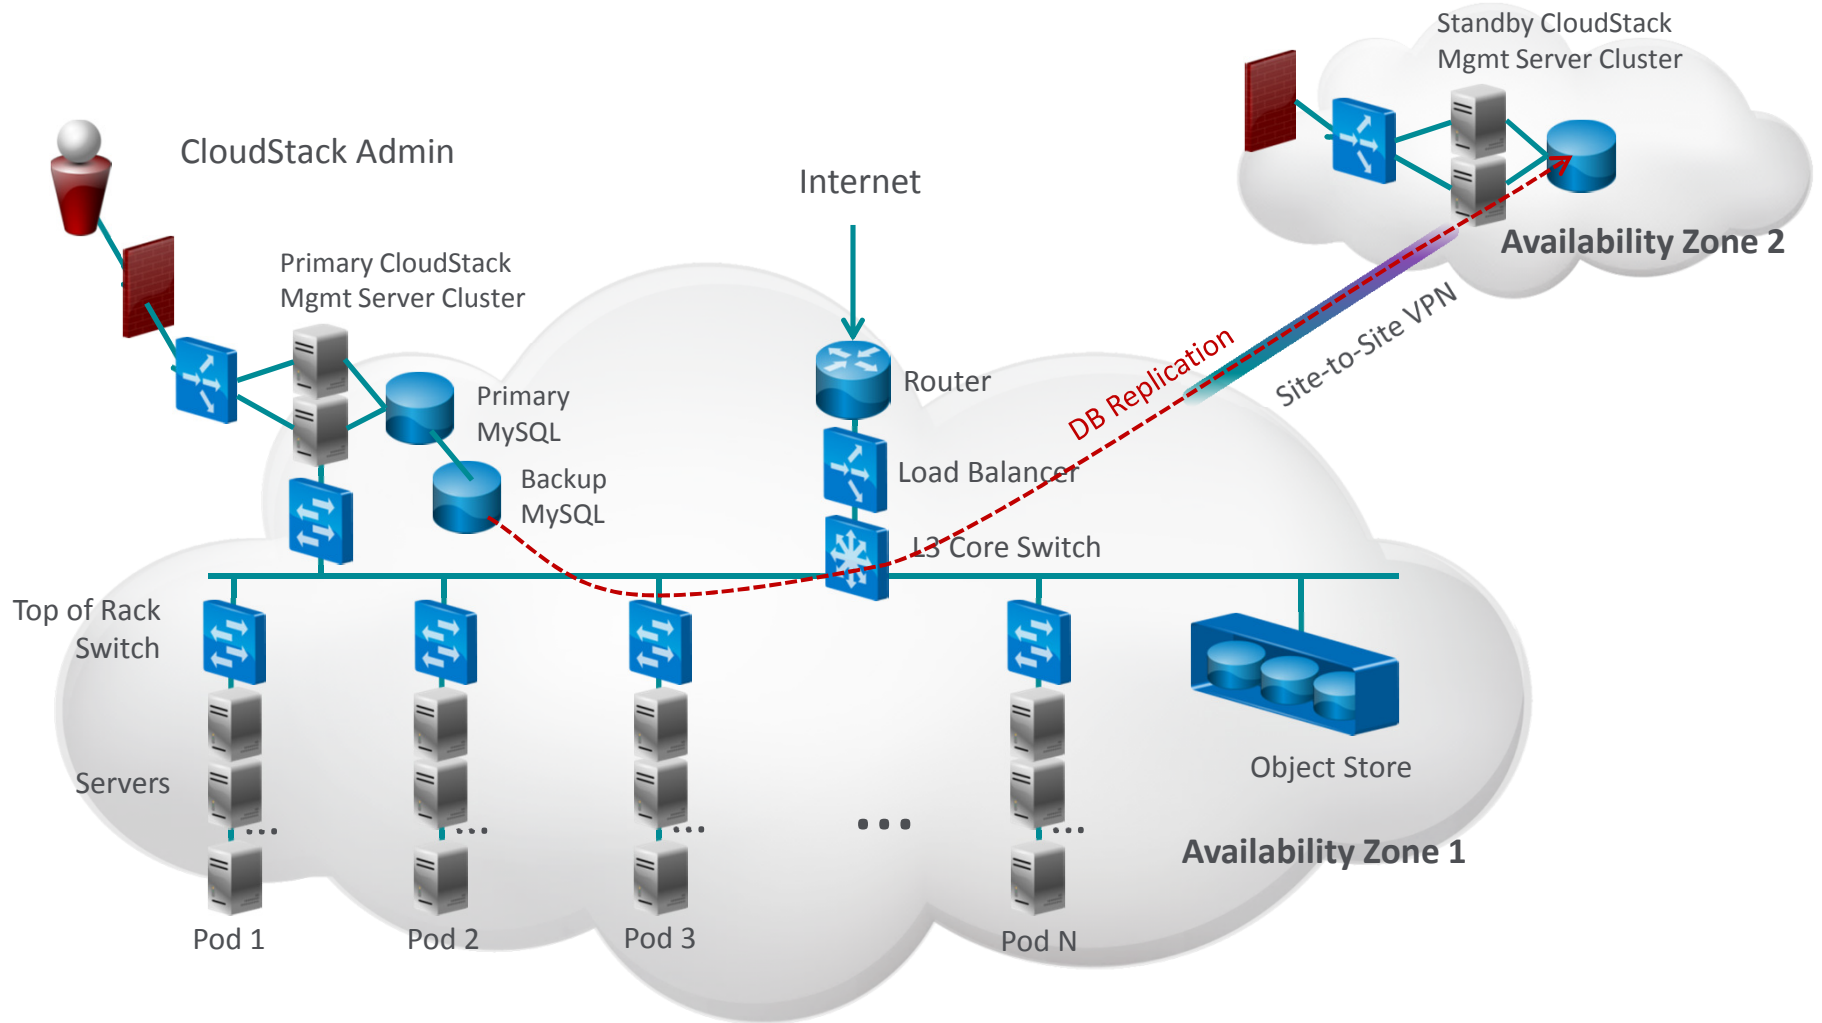 Standby CloudStack
Mgmt Server Cluster
CloudStack Admin
Internet
Availability Zone 2
Primary CloudStack
Mgmt Server Cluster
Site-to-Site VPN
DB Replication
Router
Primary
MySQL
Load Balancer
Backup
MySQL
L3 Core Switch
Top of Rack
Switch
Servers
Object Store
...
...
...
...
...
Availability Zone 1
Pod 1
Pod 2
Pod 3
Pod N